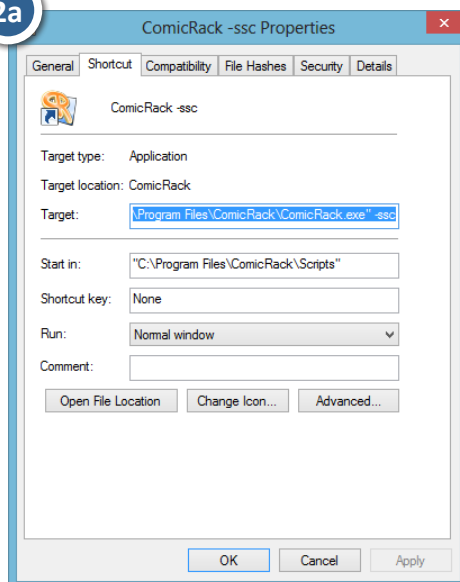 2a
ComicRack -ssc Properties
General Shortcut Compatibility File Hashes Security Details
ComicRack -ssc
Target type: Application
Target location: ComicRack
Target: \Program Files\ComicRack\ComicRack.exe" -ssc
Start in: "C:\Program Files\ComicRack\Scripts"
Shortcut key: None
Run: Normal window
Comment:
Open File Location Change Icon... Advanced...
OK Cancel Apply